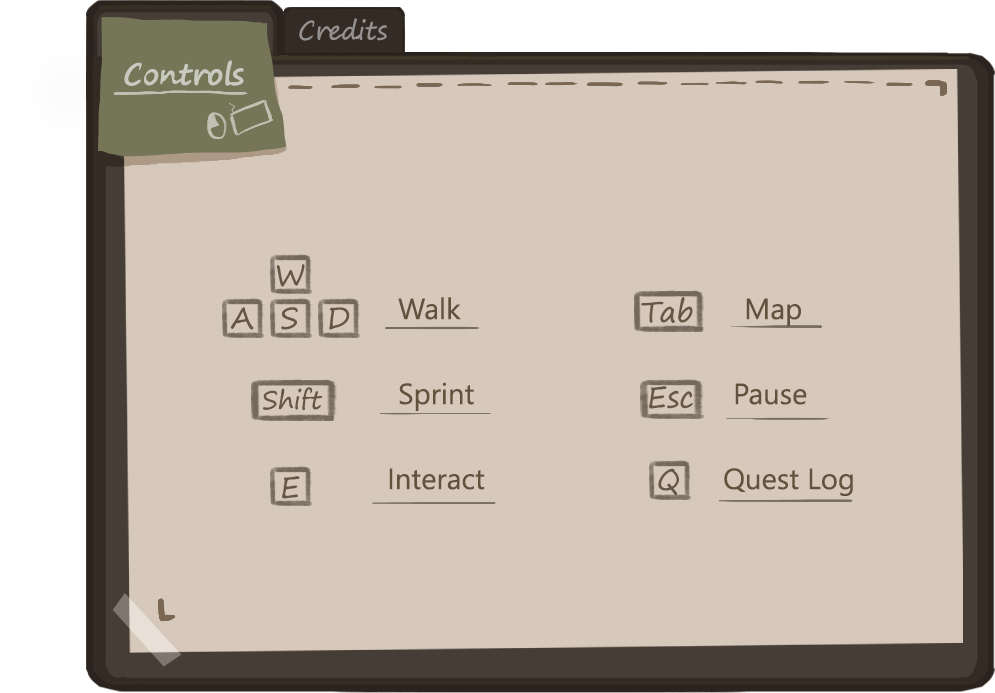 Credits
Controls
W
A S D Walk
Shift Sprint
E Interact
Tab Map
Esc Pause
Q Quest Log